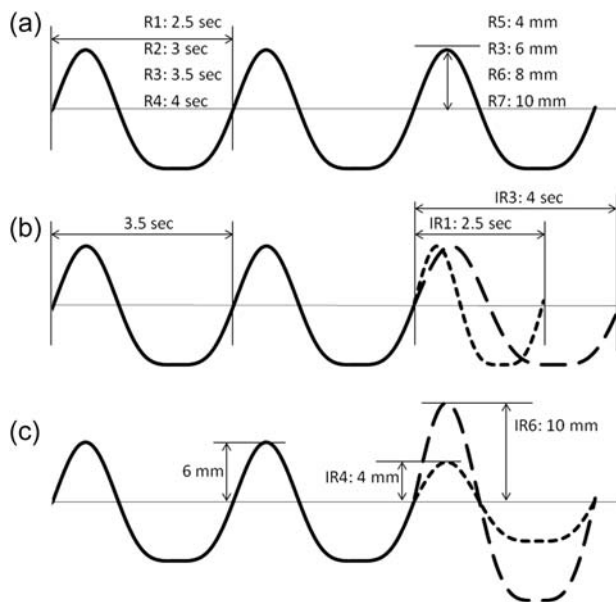 (a)
R1: 2.5 sec
R2: 3 sec
R3: 3.5 sec
R4: 4 sec
R5: 4 mm
R3: 6 mm
R6: 8 mm
R7: 10 mm
(b)
3.5 sec
IR3: 4 sec
IR1: 2.5 sec
(c)
6 mm
IR4: 4 mm
IR6: 10 mm